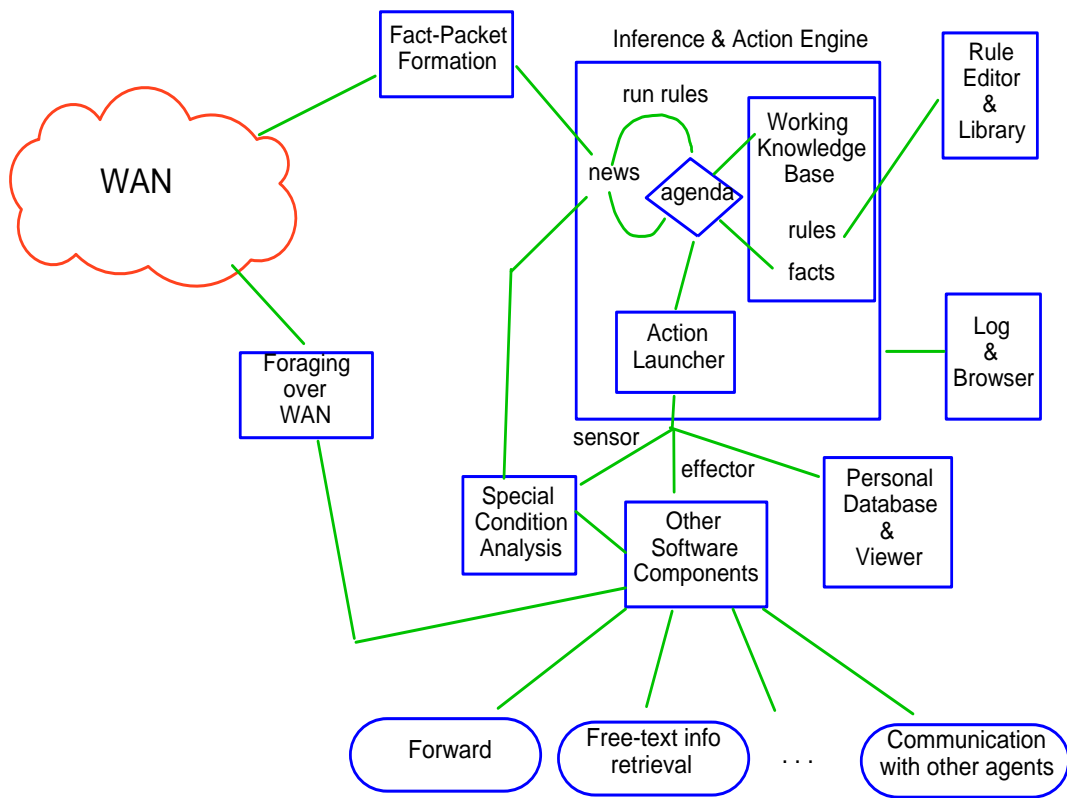 Fact-Packet
Formation
Inference & Action Engine
Rule
Editor
&
Library
run rules
Working
Knowledge
Base
WAN
news
agenda
rules
facts
Action
Launcher
Log
&
Browser
Foraging
over
WAN
sensor
effector
Special
Condition
Analysis
Other
Software
Components
Personal
Database
&
Viewer
Forward
Free-text info
retrieval
. . .
Communication
with other agents